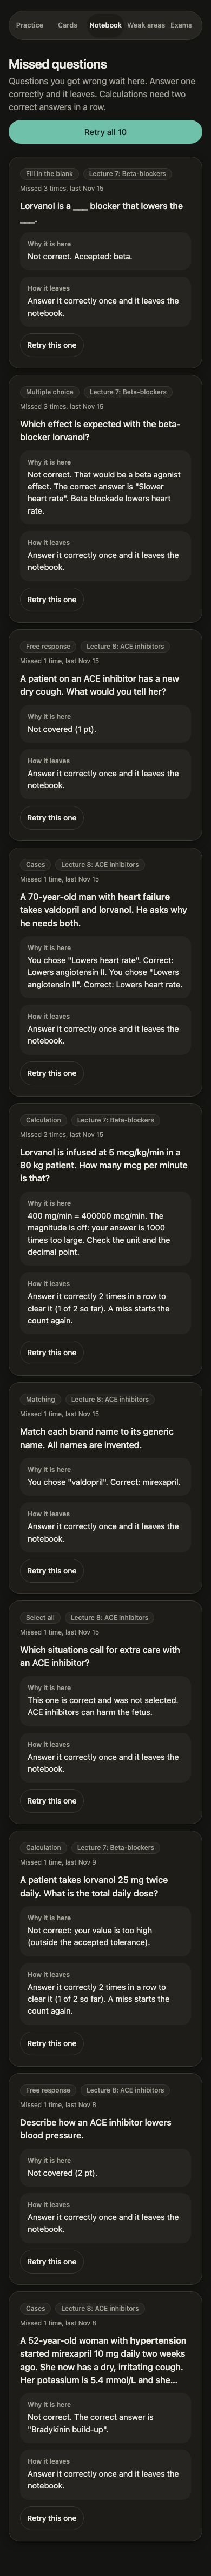 Practice Cards Notebook Weak areas Exams
Missed questions
Questions you got wrong wait here. Answer one
correctly and it leaves. Calculations need two
correct answers in a row.
Retry all 10
Fill in the blank Lecture 7: Beta-blockers
Missed 3 times, last Nov 15
Lorvanol is a ____ blocker that lowers the
____.
Why it is here
Not correct. Accepted: beta.
How it leaves
Answer it correctly once and it leaves the
notebook.
Retry this one
Multiple choice Lecture 7: Beta-blockers
Missed 2 times, last Nov 15
Which effect is expected with the beta-
blocker lorvanol?
Why it is here
Not correct. That would be a beta agonist
effect. The correct answer is "Slower
heart rate". Beta blockade lowers heart
rate.
How it leaves
Answer it correctly once and it leaves the
notebook.
Retry this one
Free response Lecture 8: ACE inhibitors
Missed 1 time, last Nov 15
A patient on an ACE inhibitor has a new
dry cough. What would you tell her?
Why it is here
Not covered (1 pt).
How it leaves
Answer it correctly once and it leaves the
notebook.
Retry this one
Cases Lecture 8: ACE inhibitors
Missed 1 time, last Nov 15
A 70-year-old man with heart failure
takes valdopril and lorvanol. He asks why
he needs both.
Why it is here
You chose "Lowers heart rate". Correct:
Lowers angiotensin II. You chose "Lowers
angiotensin II". Correct: Lowers heart rate.
How it leaves
Answer it correctly once and it leaves the
notebook.
Retry this one
Calculation Lecture 7: Beta-blockers
Missed 2 times, last Nov 15
Lorvanol is infused at 5 mcg/kg/min in a
80 kg patient. How many mcg per minute
is that?
Why it is here
400 mg/min = 400000 mcg/min. The
magnitude is off: your answer is 1000
times too large. Check the unit and the
decimal point.
How it leaves
Answer it correctly 2 times in a row to
clear it (1 of 2 so far). A miss starts the
count again.
Retry this one
Matching Lecture 8: ACE inhibitors
Missed 1 time, last Nov 15
Match each brand name to its generic
name. All names are invented.
Why it is here
You chose "valdopril". Correct: mirexapril.
How it leaves
Answer it correctly once and it leaves the
notebook.
Retry this one
Select all Lecture 8: ACE inhibitors
Missed 1 time, last Nov 15
Which situations call for extra care with
an ACE inhibitor?
Why it is here
This one is correct and was not selected.
ACE inhibitors can harm the fetus.
How it leaves
Answer it correctly once and it leaves the
notebook.
Retry this one
Calculation Lecture 7: Beta-blockers
Missed 1 time, last Nov 9
A patient takes lorvanol 25 mg twice
daily. What is the total daily dose?
Why it is here
Not correct: your value is too high
(outside the accepted tolerance).
How it leaves
Answer it correctly 2 times in a row to
clear it (1 of 2 so far). A miss starts the
count again.
Retry this one
Free response Lecture 8: ACE inhibitors
Missed 1 time, last Nov 8
Describe how an ACE inhibitor lowers
blood pressure.
Why it is here
Not covered (2 pt).
How it leaves
Answer it correctly once and it leaves the
notebook.
Retry this one
Cases Lecture 8: ACE inhibitors
Missed 1 time, last Nov 8
A 52-year-old woman with hypertension
started mirexapril 10 mg daily two weeks
ago. She now has a dry, irritating cough.
Her potassium is 5.4 mmol/L and she...
Why it is here
Not correct. The correct answer is
"Bradykinin build-up".
How it leaves
Answer it correctly once and it leaves the
notebook.
Retry this one